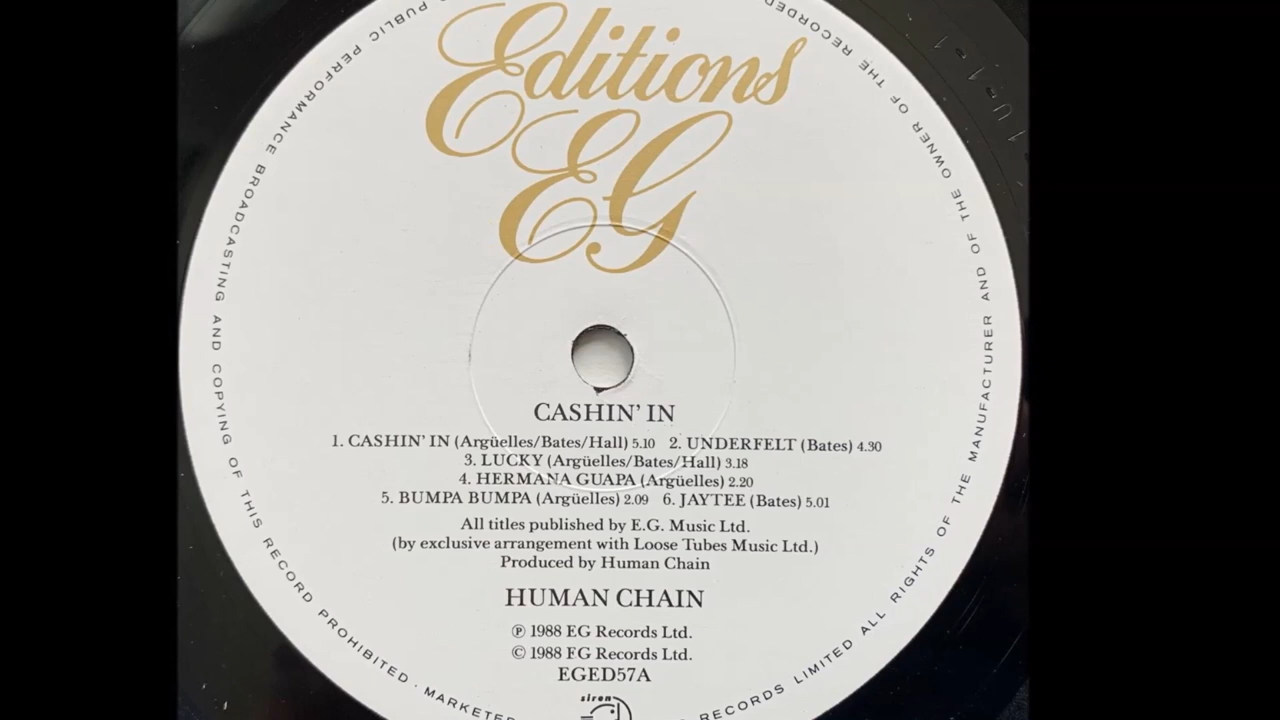 Editions
EG
CASHIN' IN
1. CASHIN' IN (Argüelles/Bates/Hall) 5.10 2. UNDERFELT (Bates) 4.30
3. LUCKY (Argüelles/Bates/Hall) 3.18
4. HERMANA GUAPA (Argüelles) 2.20
5. BUMPA BUMPA (Argüelles) 2.09 6. JAYTEE (Bates) 5.01
All titles published by E.G. Music Ltd.
(by exclusive arrangement with Loose Tubes Music Ltd.)
Produced by Human Chain
HUMAN CHAIN
℗ 1988 EG Records Ltd.
© 1988 EG Records Ltd.
EGED57A
siren
RECORDS LIMITED ALL RIGHTS OF THE MANUFACTURER AND OF THE OWNER OF THE RECORDED
PUBLIC PERFORMANCE BROADCASTING AND COPYING OF THIS RECORD PROHIBITED · MARKETED